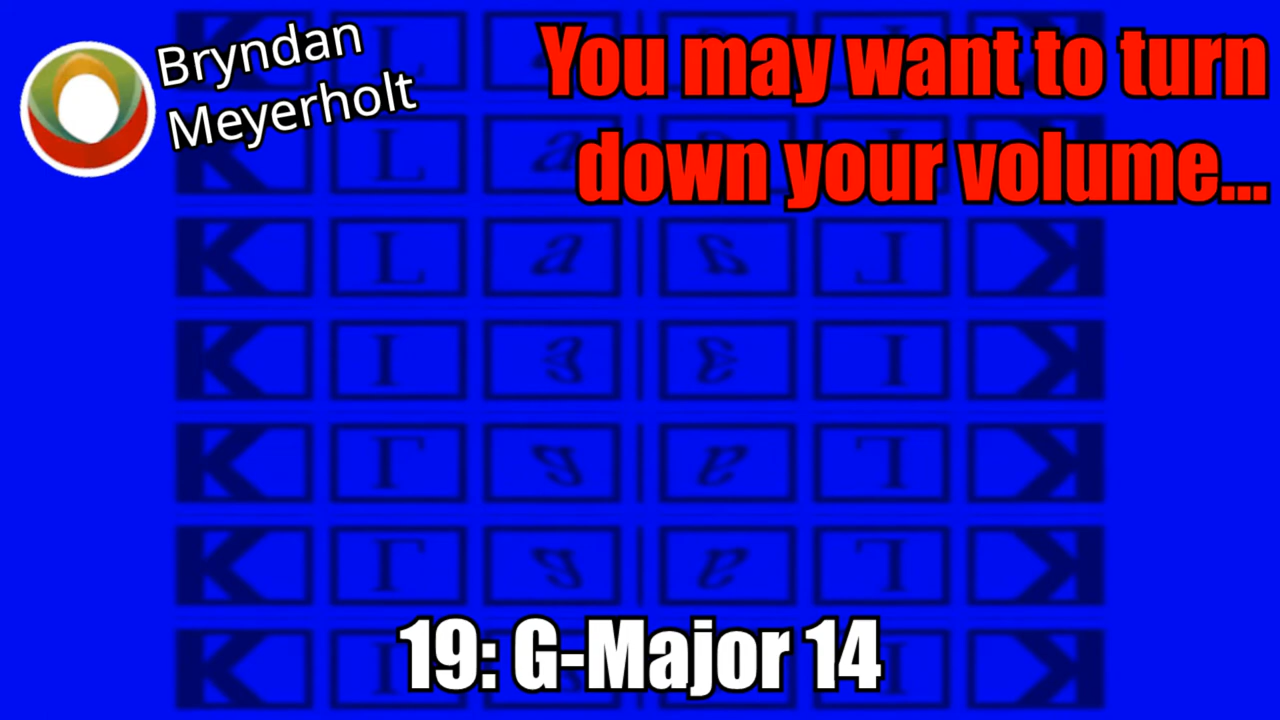 Bryndan
Meyerholt
You may want to turn
down your volume...
K L a
K L a
K L a
K I
K
K
K I
19: G-Major 14